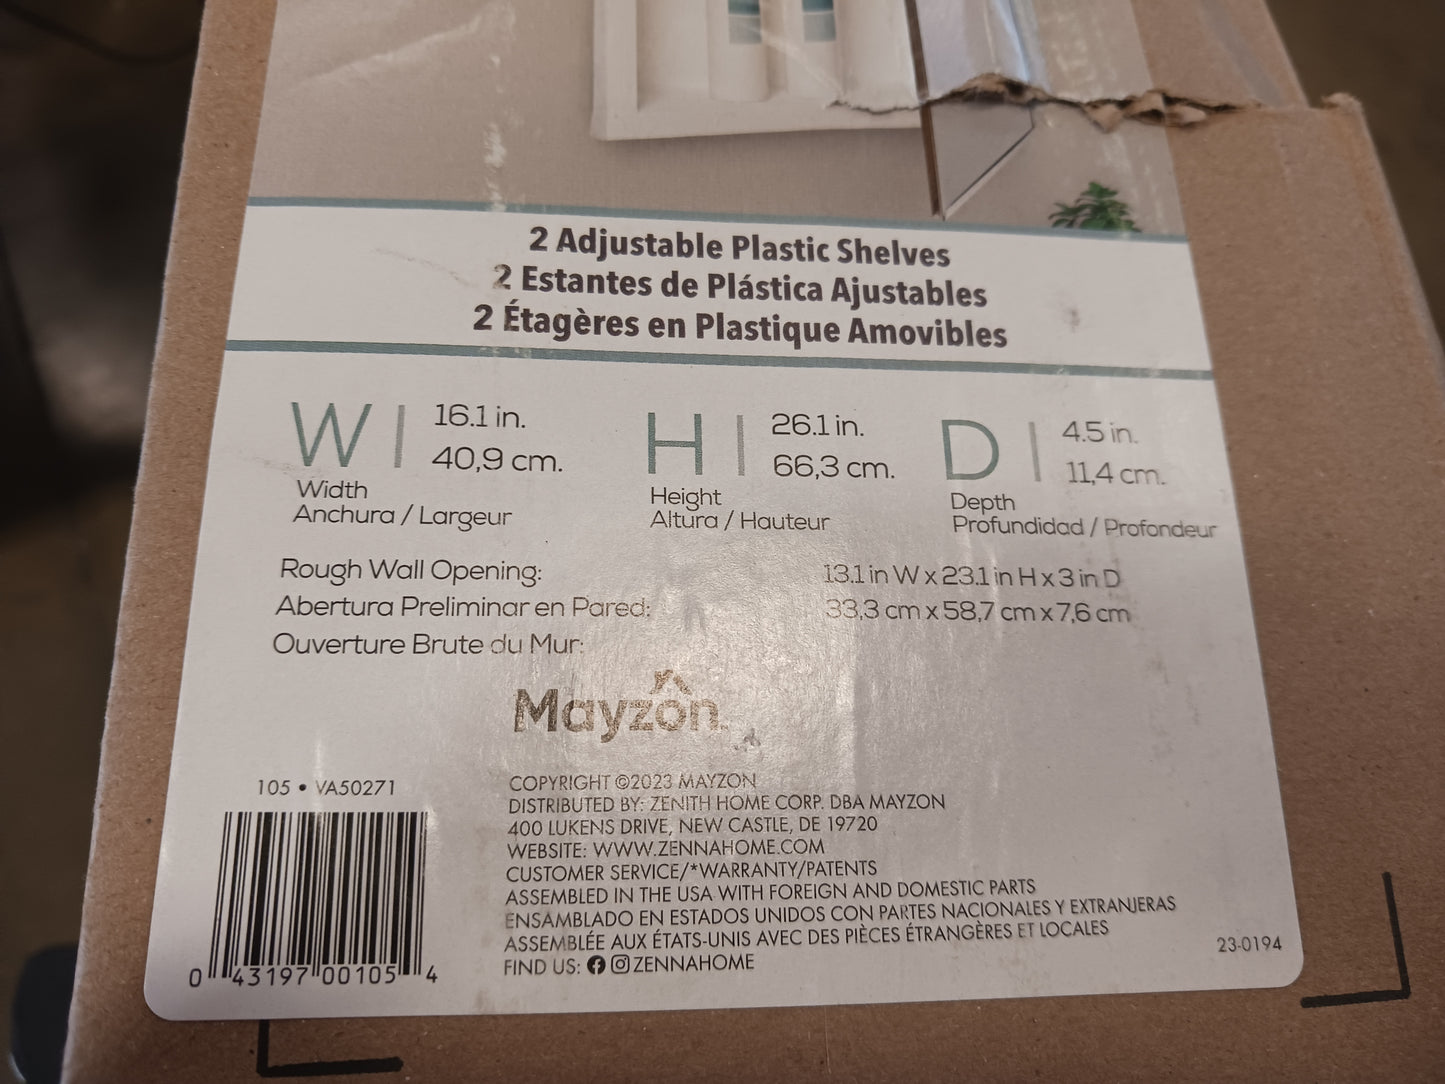 2 Adjustable Plastic Shelves
2 Estantes de Plástica Ajustables
2 Étagères en Plastique Amovibles
W | 16.1 in.
40,9 cm.
Width
Anchura / Largeur
H | 26.1 in.
66,3 cm.
Height
Altura / Hauteur
D | 4.5 in.
11,4 cm.
Depth
Profundidad / Profondeur
Rough Wall Opening: 13.1 in W x 23.1 in H x 3 in D
Abertura Preliminar en Pared: 33,3 cm x 58,7 cm x 7,6 cm
Ouverture Brute du Mur:
Mayzôn
105 • VA50271
0 43197 00105 4
COPYRIGHT ©2023 MAYZON
DISTRIBUTED BY: ZENITH HOME CORP. DBA MAYZON
400 LUKENS DRIVE, NEW CASTLE, DE 19720
WEBSITE: WWW.ZENNAHOME.COM
CUSTOMER SERVICE/*WARRANTY/PATENTS
ASSEMBLED IN THE USA WITH FOREIGN AND DOMESTIC PARTS
ENSAMBLADO EN ESTADOS UNIDOS CON PARTES NACIONALES Y EXTRANJERAS
ASSEMBLÉE AUX ÉTATS-UNIS AVEC DES PIÈCES ÉTRANGÈRES ET LOCALES
FIND US: ZENNAHOME
23-0194